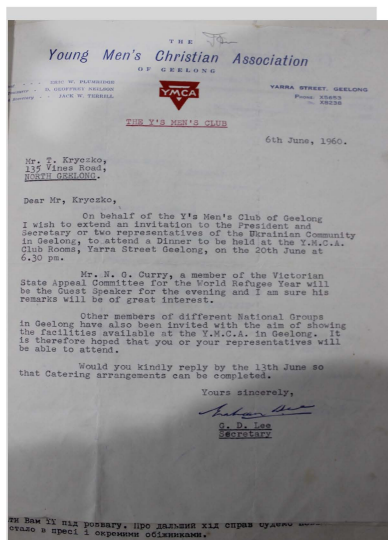 THE
Young Men's Christian Association
OF GEELONG
ERIC W. PLUMRIDGE
D. GEOFFREY NEILSON
JACK W. TERRILL
YMCA
YARRA STREET, GEELONG
THE Y'S MEN'S CLUB
6th June, 1960.
Mr. T. Kryczko,
135 Vines Road,
NORTH GEELONG.
Dear Mr, Kryczko,
On behalf of the Y's Men's Club of Geelong
I wish to extend an invitation to the President and
Secretary or two representatives of the Ukrainian Community
in Geelong, to attend a Dinner to be held at the Y.M.C.A.
Club Rooms, Yarra Street Geelong, on the 20th June at
6.30 pm.
Mr. N. G. Curry, a member of the Victorian
State Appeal Committee for the World Refugee Year will
be the Guest Speaker for the evening and I am sure his
remarks will be of great interest.
Other members of different National Groups
in Geelong have also been invited with the aim of showing
the facilities available at the Y.M.C.A. in Geelong. It
is therefore hoped that you or your representatives will
be able to attend.
Would you kindly reply by the 13th June so
that Catering arrangements can be completed.
Yours sincerely,
G. D. Lee
Secretary
ти Вам її під розвагу. Про дальший хід справ
стало в пресі і окремими обіжниками.